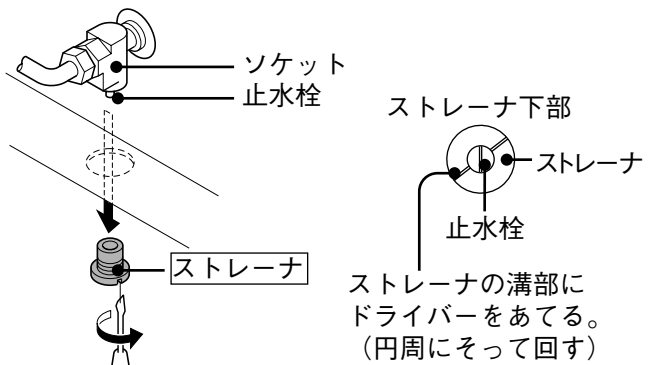 ソケット
止水栓
ストレーナ
ストレーナ下部
ストレーナ
止水栓
ストレーナの溝部に
ドライバーをあてる。
（円周にそって回す）